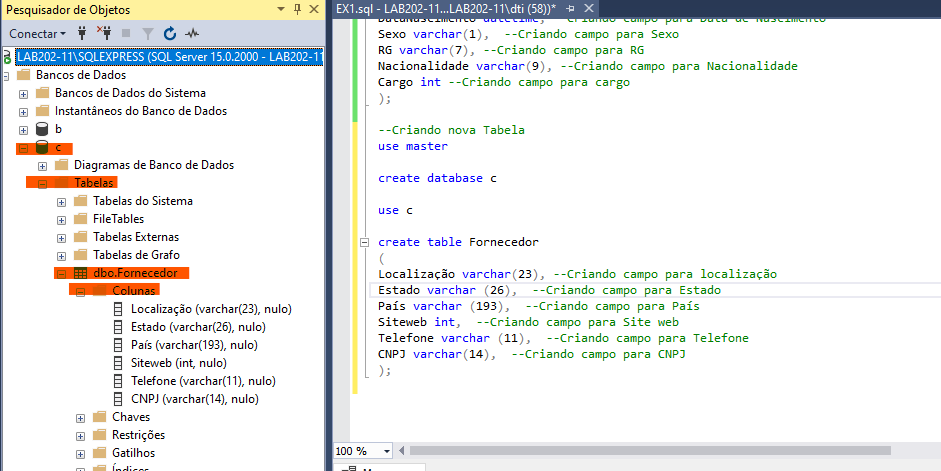 Pesquisador de Objetos
Conectar
LAB202-11\SQLEXPRESS (SQL Server 15.0.2000 - LAB202-11
Bancos de Dados
Bancos de Dados do Sistema
Instantâneos do Banco de Dados
b
c
Diagramas de Banco de Dados
Tabelas
Tabelas do Sistema
FileTables
Tabelas Externas
Tabelas de Grafo
dbo.Fornecedor
Colunas
Localização (varchar(23), nulo)
Estado (varchar(26), nulo)
País (varchar(193), nulo)
Siteweb (int, nulo)
Telefone (varchar(11), nulo)
CNPJ (varchar(14), nulo)
Chaves
Restrições
Gatilhos
Índices
EX1.sql - LAB202-11...LAB202-11\dti (58))*
DataNascimento datetime, --Criando campo para Data de Nascimento
Sexo varchar(1), --Criando campo para Sexo
RG varchar(7), --Criando campo para RG
Nacionalidade varchar(9), --Criando campo para Nacionalidade
Cargo int --Criando campo para cargo
);
--Criando nova Tabela
use master
create database c
use c
create table Fornecedor
(
Localização varchar(23), --Criando campo para localização
Estado varchar (26), --Criando campo para Estado
País varchar (193), --Criando campo para País
Siteweb int, --Criando campo para Site web
Telefone varchar (11), --Criando campo para Telefone
CNPJ varchar(14), --Criando campo para CNPJ
);
100 %